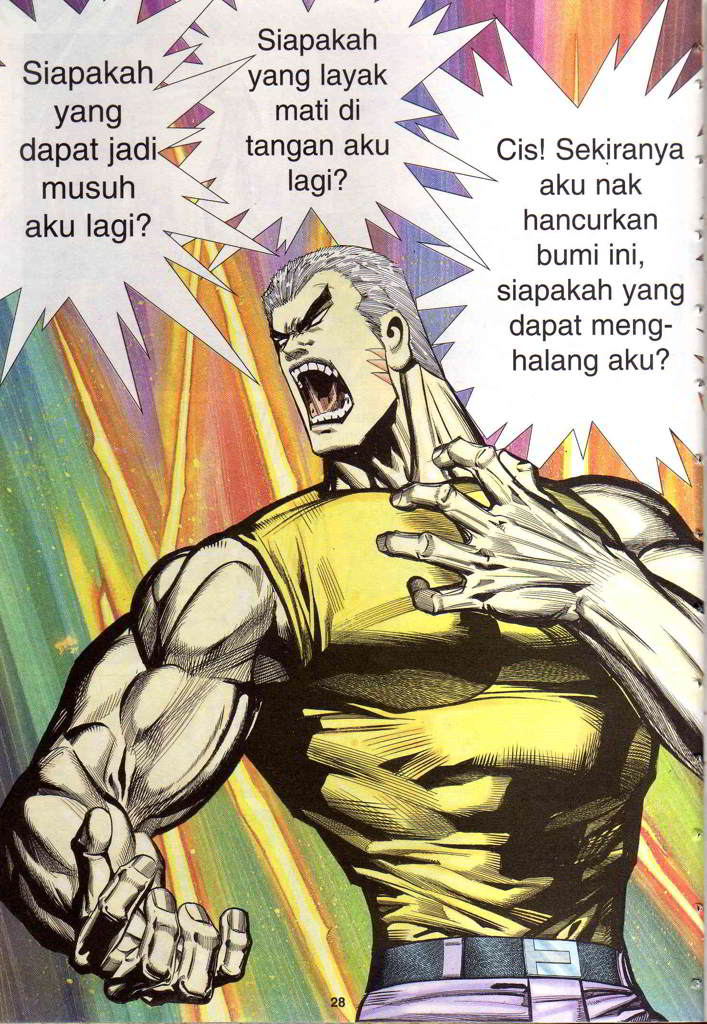 Siapakah
yang
dapat jadi
musuh
aku lagi?
Siapakah
yang layak
mati di
tangan aku
lagi?
Cis! Sekiranya
aku nak
hancurkan
bumi ini,
siapakah yang
dapat meng-
halang aku?
28